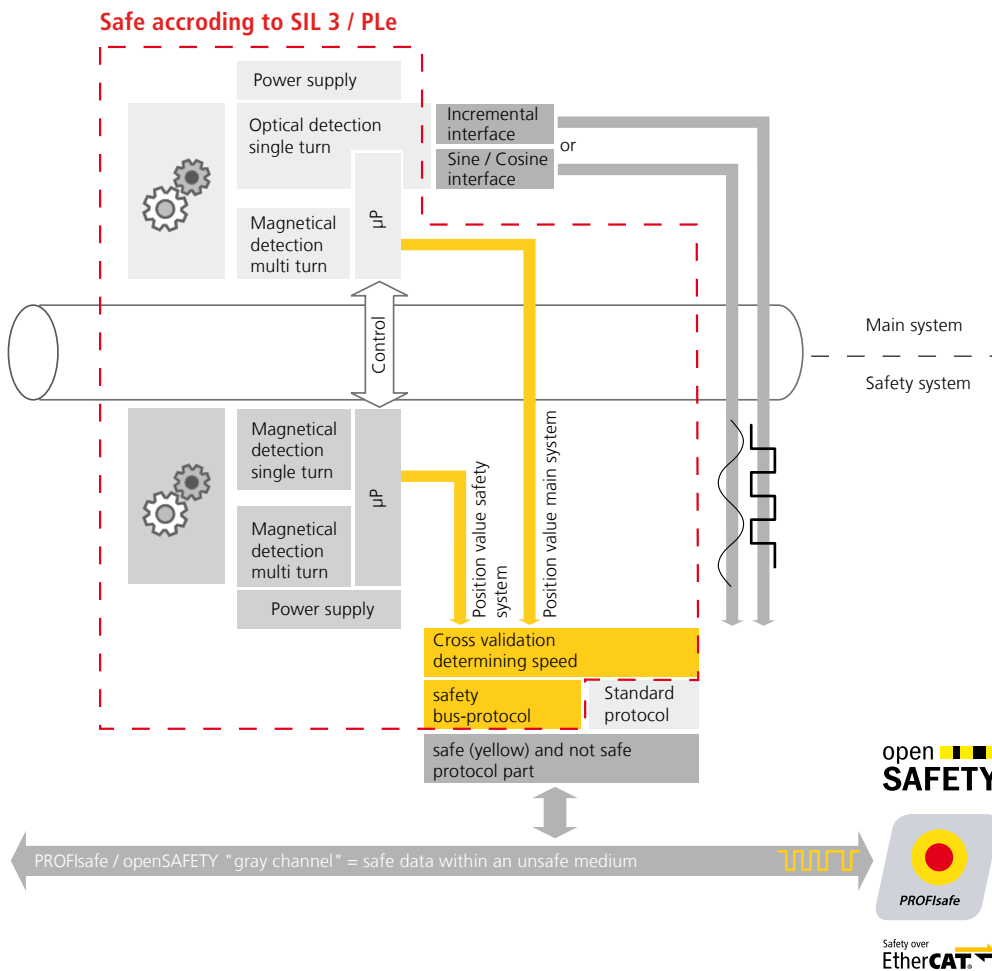 Safe accroding to SIL 3 / PLe
Power supply
Optical detection
single turn
Incremental
interface
or
Sine / Cosine
interface
µP
Magnetical
detection
multi turn
Control
Main system
Safety system
Magnetical
detection
single turn
µP
Magnetical
detection
multi turn
Power supply
Position value safety
system
Position value main system
Cross validation
determining speed
safety
bus-protocol
Standard
protocol
safe (yellow) and not safe
protocol part
open
SAFETY
PROFIsafe / openSAFETY "gray channel" = safe data within an unsafe medium
PROFIsafe
Safety over
EtherCAT®